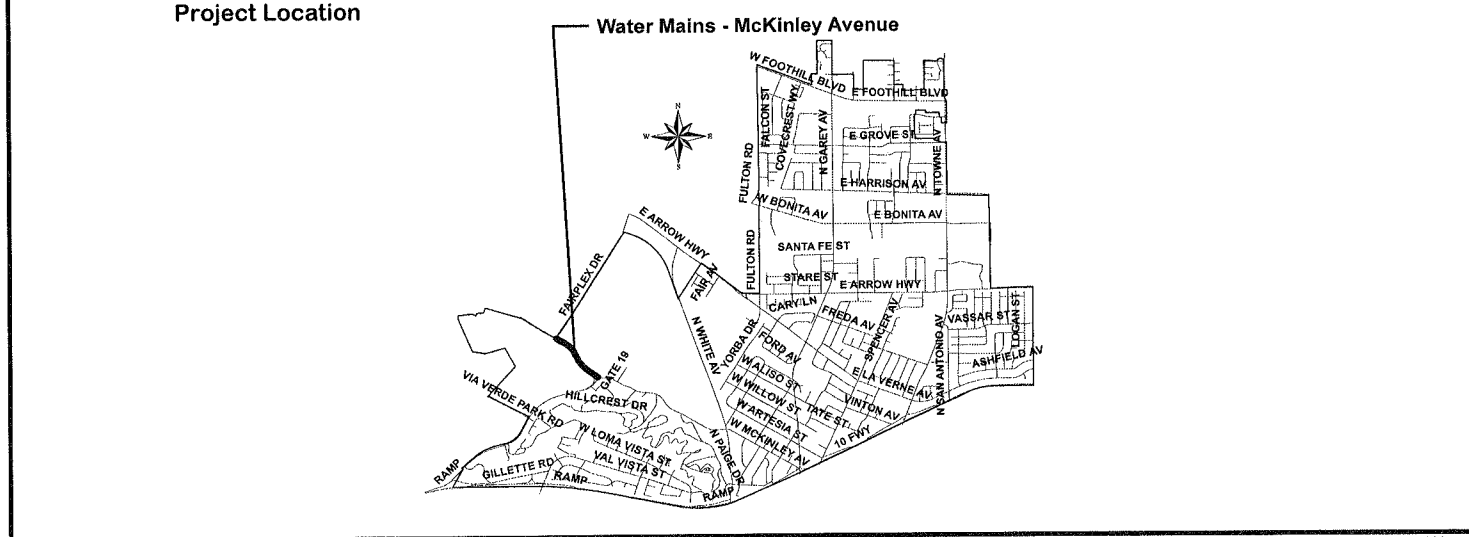 Project Location
Water Mains - McKinley Avenue
W FOOTHILL BLVD
E FOOTHILL BLVD
FALCON ST
COVECREST WY
N GAREY AV
E GROVE ST
N TOWNE AV
N
W
E
S
FULTON RD
E HARRISON AV
W BONITA AV
E BONITA AV
E ARROW HWY
FULTON RD
SANTA FE ST
FAIRPLEX DR
FAIR AV
STARE ST
E ARROW HWY
CARY LN
FREDA AV
SPENCER AV
VASSAR ST
LOGAN ST
N WHITE AV
YORBA DR
FORD AV
N SAN ANTONIO AV
ASHFIELD AV
GATE 19
W ALISO ST
E LA VERNE AV
VIA VERDE PARK RD
HILLCREST DR
W WILLOW ST
TATE ST
VINTON AV
W ARTESIA ST
W MCKINLEY AV
10 FWY
W LOMA VISTA ST
N PAIGE DR
VAL VISTA ST
RAMP
GILLETTE RD
RAMP
RAMP